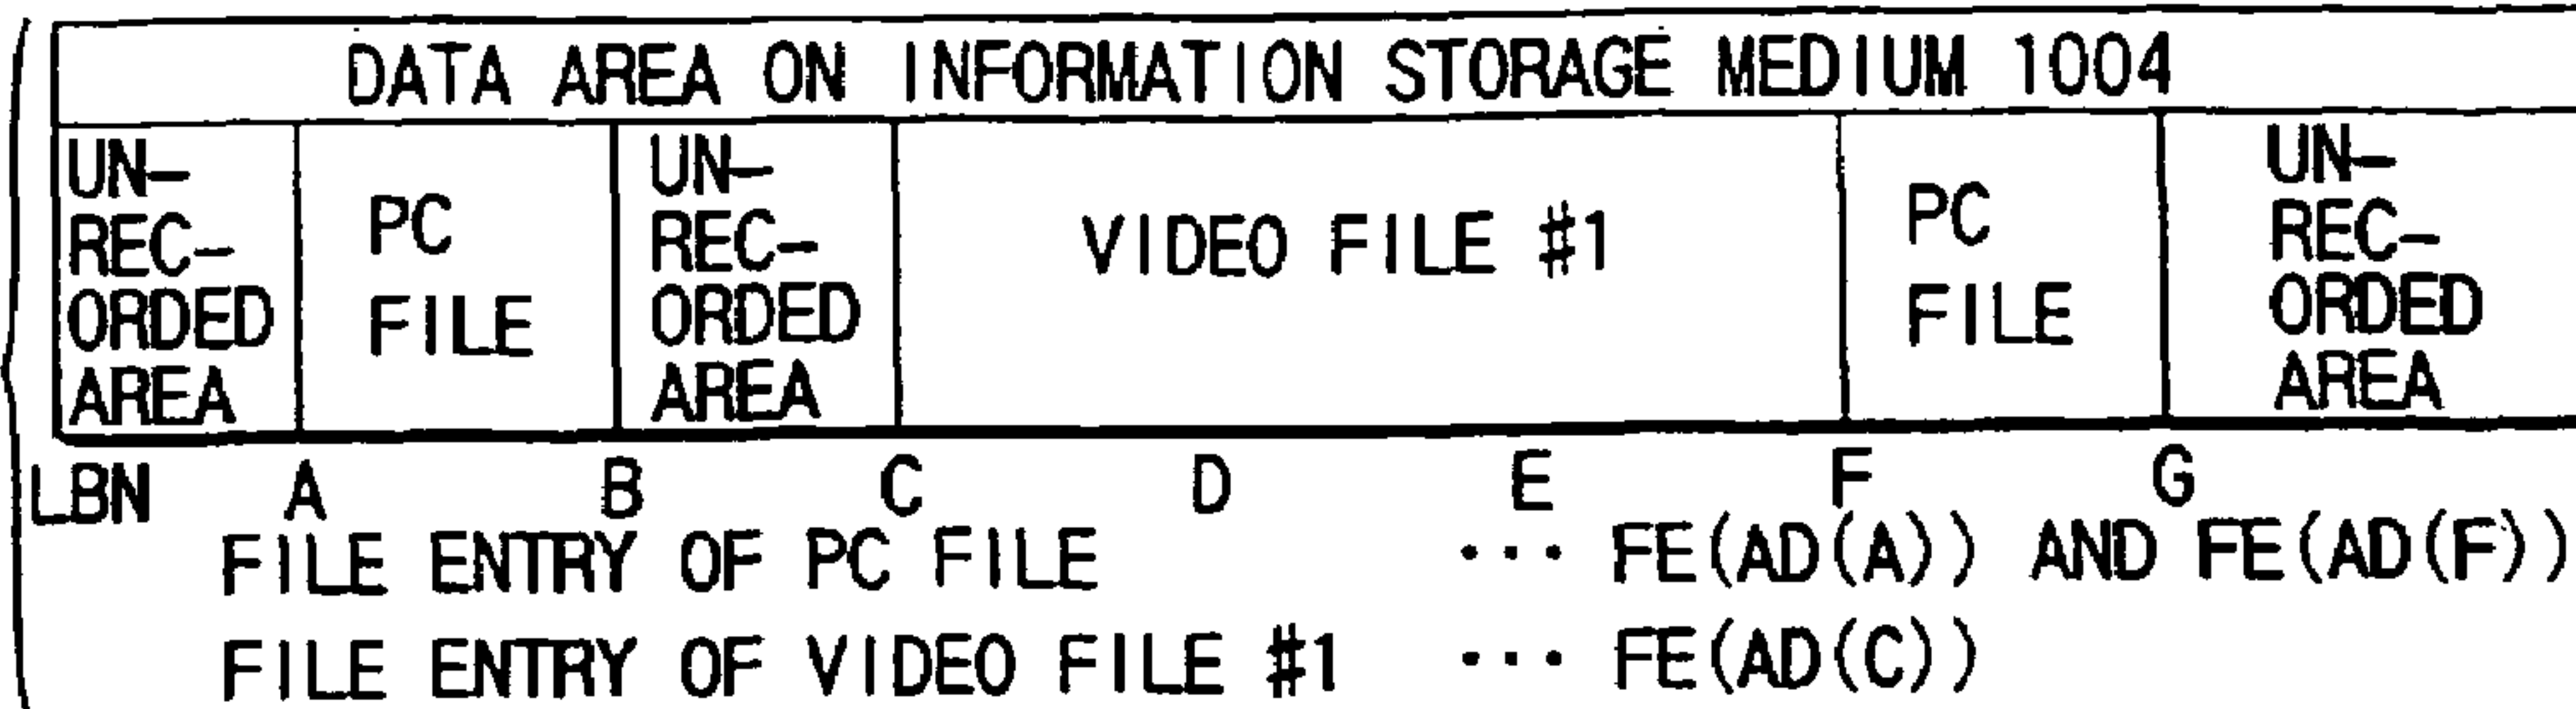 DATA AREA ON INFORMATION STORAGE MEDIUM 1004
UN-
REC-
ORDED
AREA
PC
FILE
UN-
REC-
ORDED
AREA
VIDEO FILE #1
PC
FILE
UN-
REC-
ORDED
AREA
LBN A B C D E F G
FILE ENTRY OF PC FILE ··· FE(AD(A)) AND FE(AD(F))
FILE ENTRY OF VIDEO FILE #1 ··· FE(AD(C))